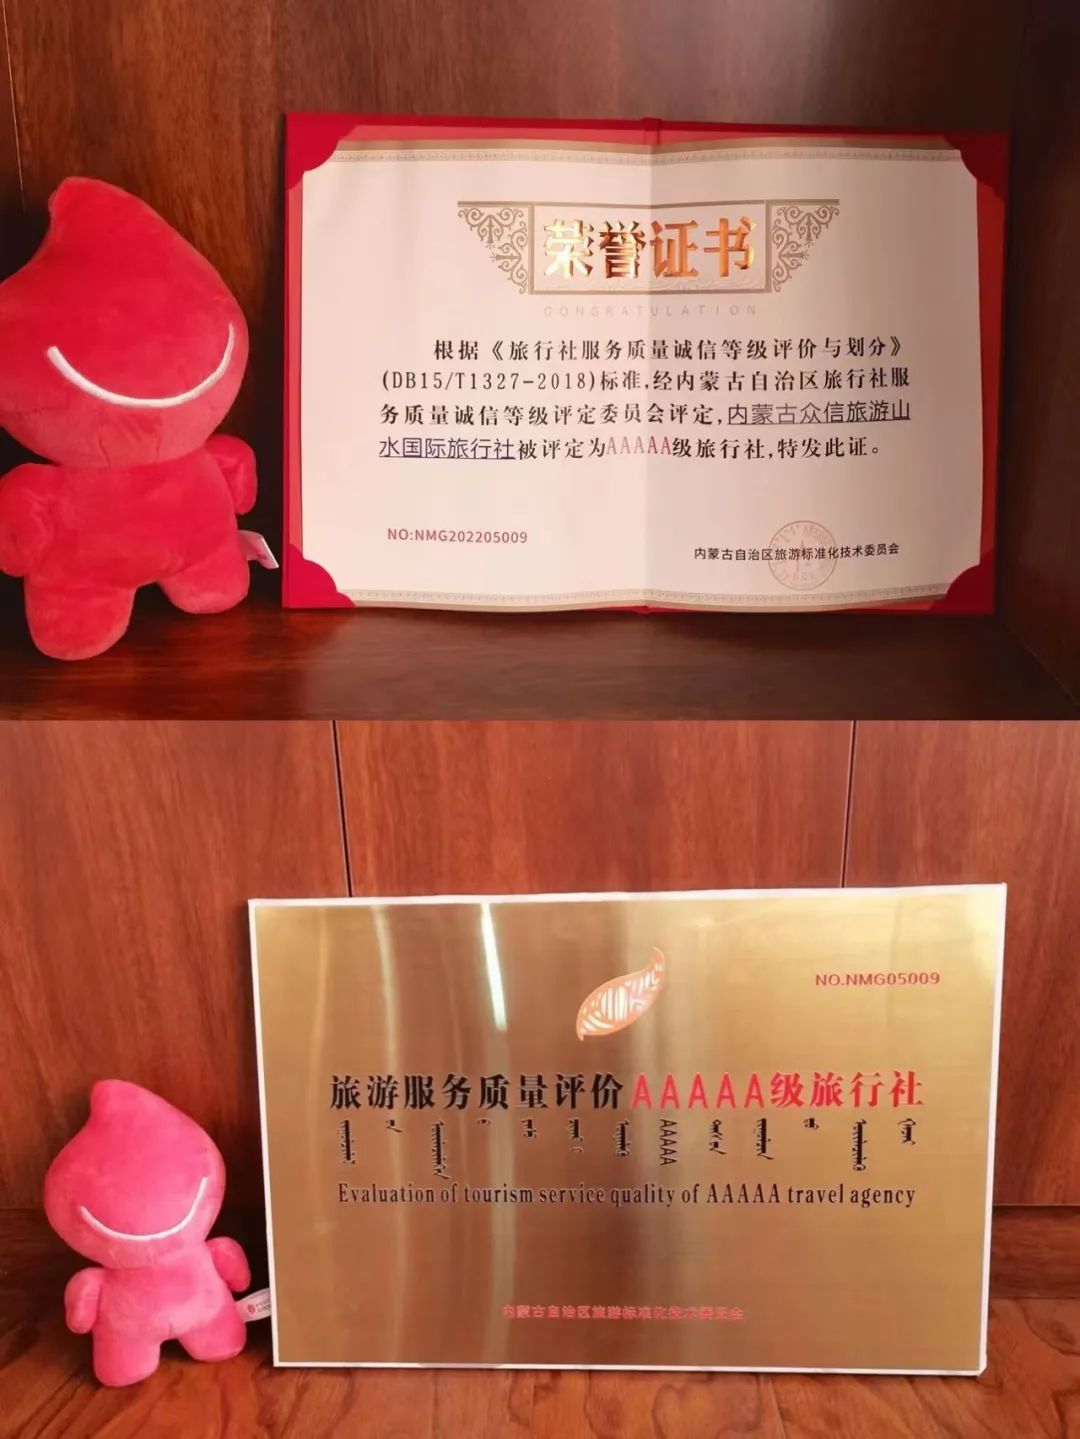 荣誉证书
CONGRATULATION
根据《旅行社服务质量诚信等级评价与划分》
(DB15/T1327-2018)标准,经内蒙古自治区旅行社服
务质量诚信等级评定委员会评定,内蒙古众信旅游山
水国际旅行社被评定为AAAAA级旅行社,特发此证。
NO:NMG202205009
内蒙古自治区旅游标准化技术委员会
NO.NMG05009
旅游服务质量评价AAAAA级旅行社
AAAAA
Evaluation of tourism service quality of AAAAA travel agency
内蒙古自治区旅游标准化技术委员会